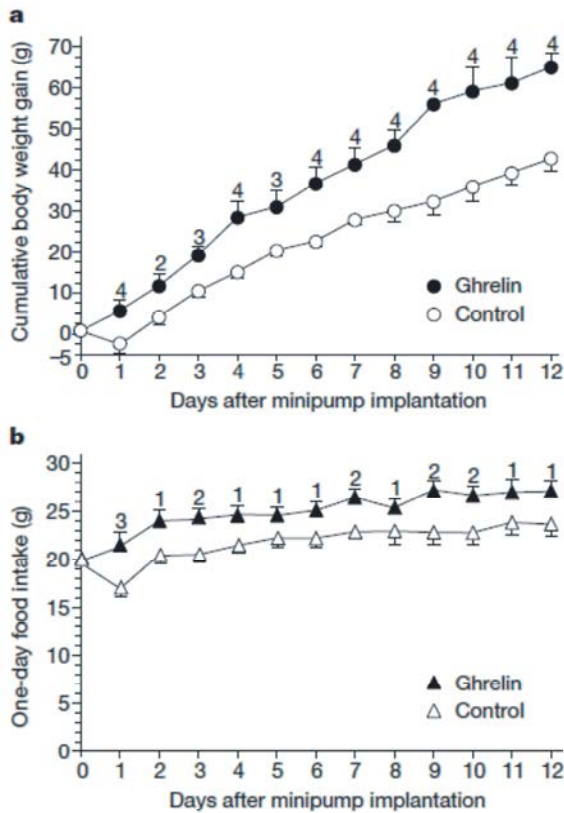 a
Cumulative body weight gain (g)
70
60
50
40
30
20
10
0
–5
4 2 3 4 3 4 4 4 4 4 4 4
Ghrelin
Control
0 1 2 3 4 5 6 7 8 9 10 11 12
Days after minipump implantation
b
One-day food intake (g)
30
25
20
15
10
5
0
3 1 2 1 1 1 2 1 2 2 1 1
Ghrelin
Control
0 1 2 3 4 5 6 7 8 9 10 11 12
Days after minipump implantation